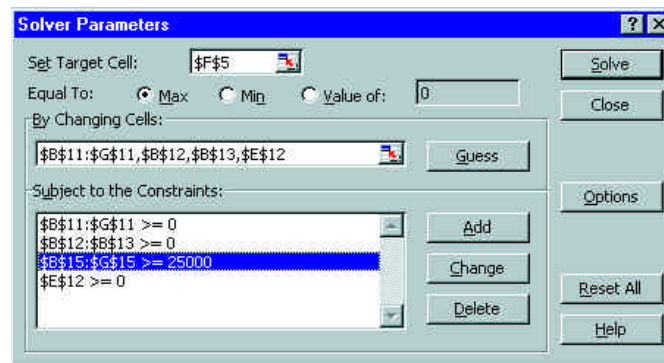 Solver Parameters
Set Target Cell: $F$5 Solve
Equal To: Max Min Value of: 0 Close
By Changing Cells:
$B$11:$G$11,$B$12,$B$13,$E$12 Guess
Subject to the Constraints: Options
$B$11:$G$11 >= 0 Add
$B$12:$B$13 >= 0
$B$15:$G$15 >= 25000 Change
$E$12 >= 0 Reset All
Delete
Help